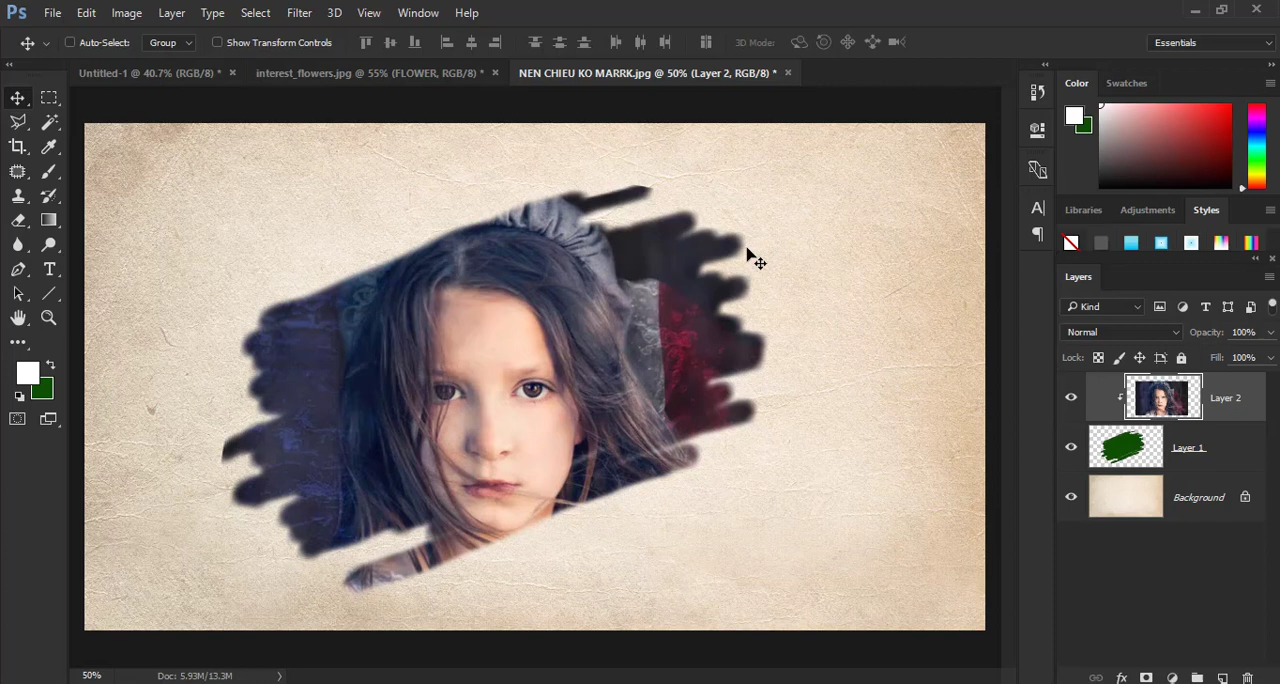 Ps File Edit Image Layer Type Select Filter 3D View Window Help
Auto-Select: Group Show Transform Controls 3D Mode: Essentials
Untitled-1 @ 40.7% (RGB/8) * interest_flowers.jpg @ 55% (FLOWER, RGB/8) * NEN CHIEU KO MARRK.jpg @ 50% (Layer 2, RGB/8) *
Color Swatches
Libraries Adjustments Styles
Layers
Kind
Normal Opacity: 100%
Lock: Fill: 100%
Layer 2
Layer 1
Background
50% Doc: 5.93M/13.3M
fx